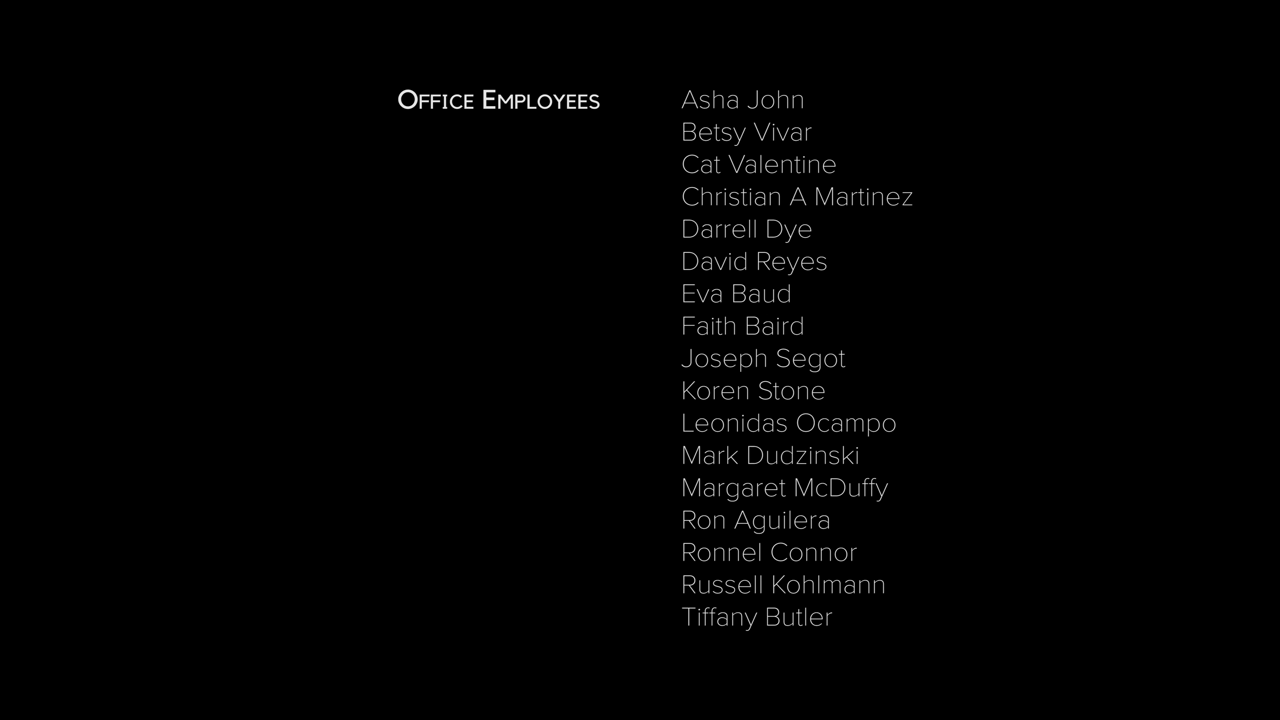 Office Employees Asha John
Betsy Vivar
Cat Valentine
Christian A Martinez
Darrell Dye
David Reyes
Eva Baud
Faith Baird
Joseph Segot
Koren Stone
Leonidas Ocampo
Mark Dudzinski
Margaret McDuffy
Ron Aguilera
Ronnel Connor
Russell Kohlmann
Tiffany Butler